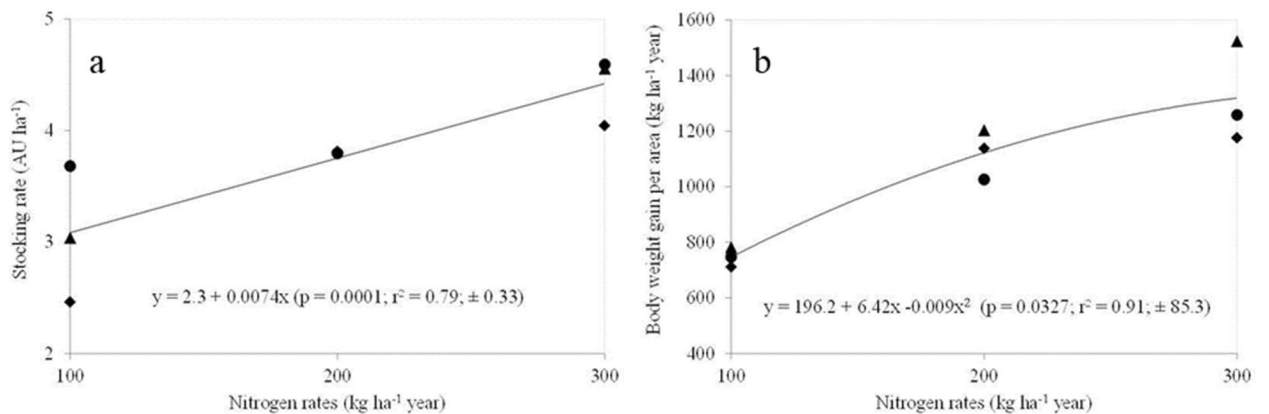 a
Stocking rate (AU ha⁻¹)
5
4
3
2
y = 2.3 + 0.0074x (p = 0.0001; r² = 0.79; ± 0.33)
100 200 300
Nitrogen rates (kg ha⁻¹ year)
b
Body weight gain per area (kg ha⁻¹ year)
1600
1400
1200
1000
800
600
400
y = 196.2 + 6.42x -0.009x² (p = 0.0327; r² = 0.91; ± 85.3)
100 200 300
Nitrogen rates (kg ha⁻¹ year)